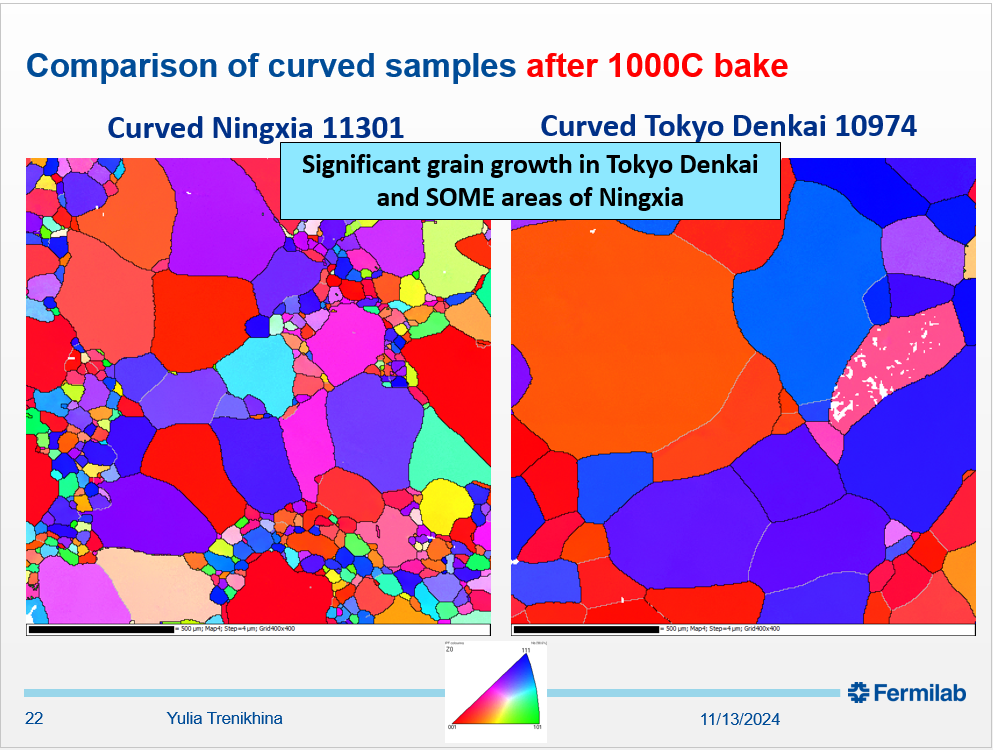 Comparison of curved samples after 1000C bake
Curved Ningxia 11301
Curved Tokyo Denkai 10974
Significant grain growth in Tokyo Denkai
and SOME areas of Ningxia
= 500 µm; Map4; Step=4 µm; Grid400x400
= 500 µm; Map4; Step=4 µm; Grid400x400
Z0
111
001
101
Fermilab
22
Yulia Trenikhina
11/13/2024